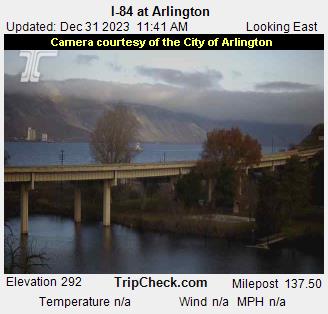 I-84 at Arlington
Updated: Dec 31 2023 11:41 AM Looking East
Camera courtesy of the City of Arlington
Elevation 292 TripCheck.com Milepost 137.50
Temperature n/a Wind n/a MPH n/a